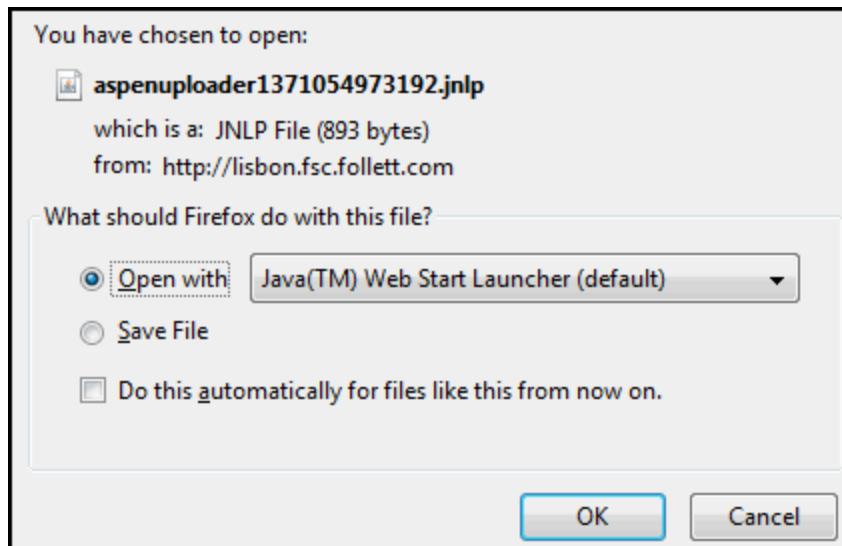 You have chosen to open:
aspenuploader1371054973192.jnlp
which is a: JNLP File (893 bytes)
from: http://lisbon.fsc.follett.com
What should Firefox do with this file?
Open with Java(TM) Web Start Launcher (default)
Save File
Do this automatically for files like this from now on.
OK Cancel